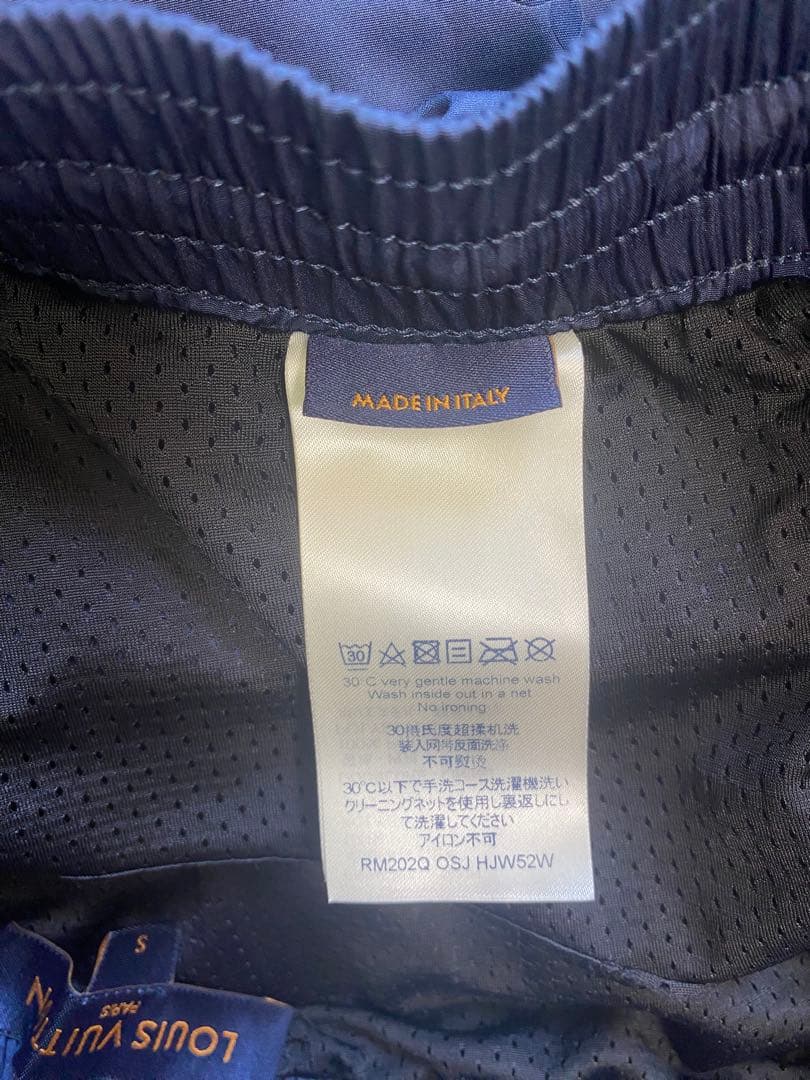 MADE IN ITALY
30
30°C very gentle machine wash
Wash inside out in a net
No ironing
30摄氏度超揉机洗
装入网袋反面洗涤
不可熨烫
30℃以下で手洗コース洗濯機洗い
クリーニングネットを使用し裏返しにし
て洗濯してください
アイロン不可
RM202Q OSJ HJW52W
S
LOUIS VUIT
PARIS
N